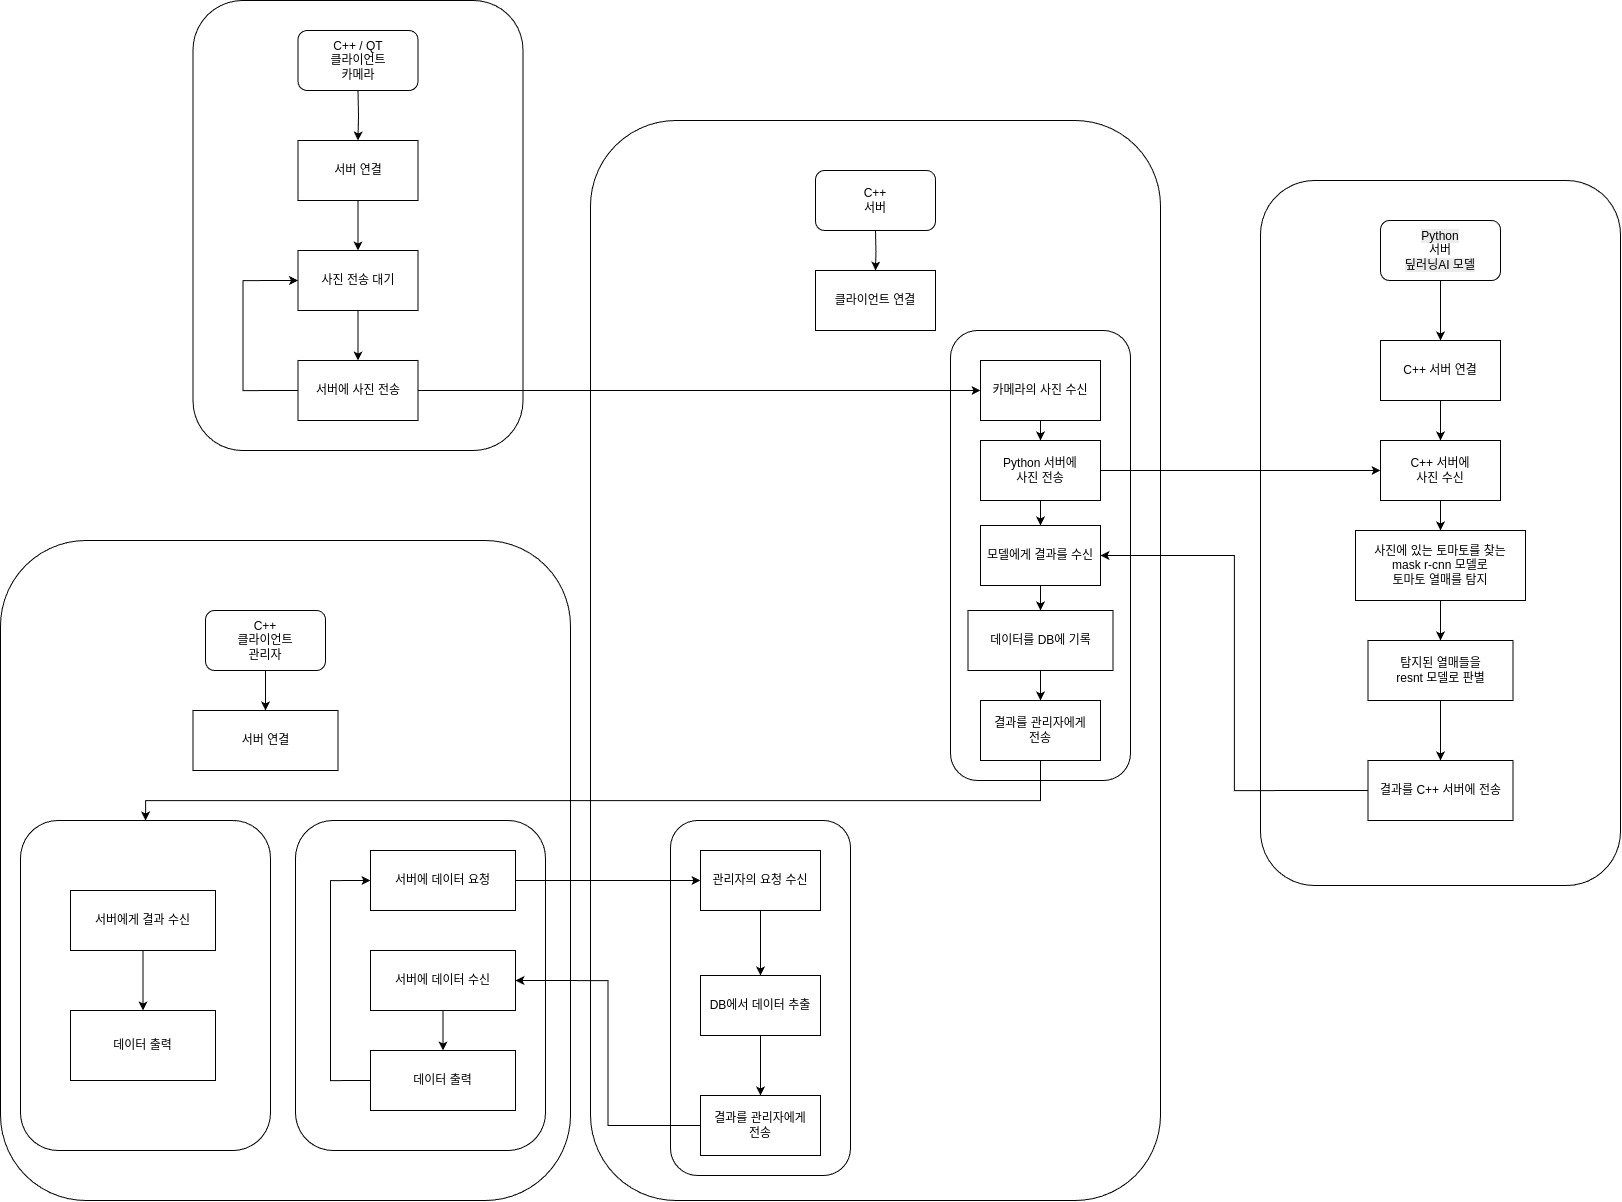 C++ / QT
클라이언트
카메라
서버 연결
사진 전송 대기
서버에 사진 전송
C++
서버
클라이언트 연결
카메라의 사진 수신
Python 서버에
사진 전송
모델에게 결과를 수신
데이터를 DB에 기록
결과를 관리자에게
전송
Python
서버
딮러닝AI 모델
C++ 서버 연결
C++ 서버에
사진 수신
사진에 있는 토마토를 찾는
mask r-cnn 모델로
토마토 열매를 탐지
탐지된 열매들을
resnt 모델로 판별
결과를 C++ 서버에 전송
C++
클라이언트
관리자
서버 연결
서버에게 결과 수신
데이터 출력
서버에 데이터 요청
서버에 데이터 수신
데이터 출력
관리자의 요청 수신
DB에서 데이터 추출
결과를 관리자에게
전송